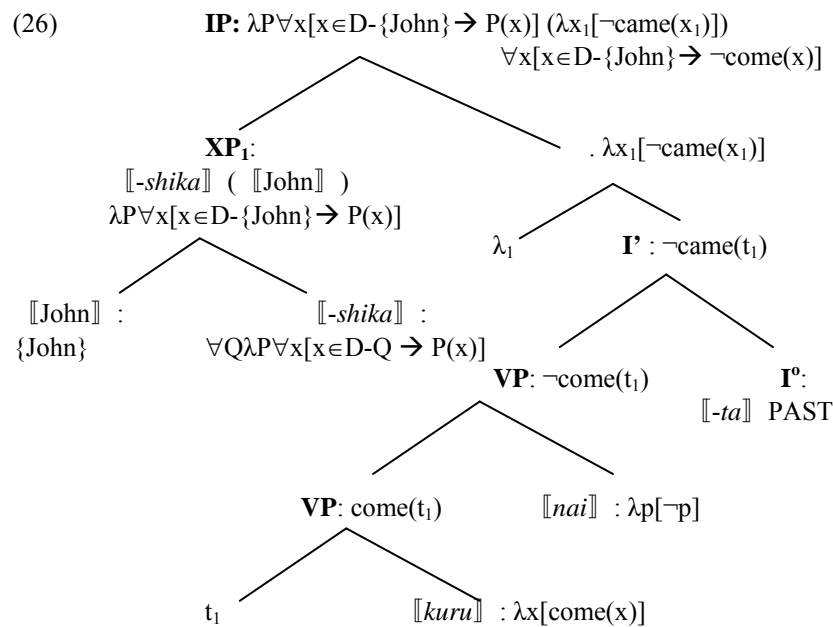 (26) IP: λP∀x[x∈D-{John}→ P(x)] (λx₁[¬came(x₁)])
∀x[x∈D-{John}→ ¬come(x)]
XP₁: . λx₁[¬came(x₁)]
⟦-shika⟧ ( ⟦John⟧ )
λP∀x[x∈D-{John}→ P(x)]
λ₁ I’ : ¬came(t₁)
⟦John⟧ : ⟦-shika⟧ :
{John} ∀QλP∀x[x∈D-Q → P(x)]
VP: ¬come(t₁) Iᵒ:
⟦-ta⟧ PAST
VP: come(t₁) ⟦nai⟧ : λp[¬p]
t₁ ⟦kuru⟧ : λx[come(x)]